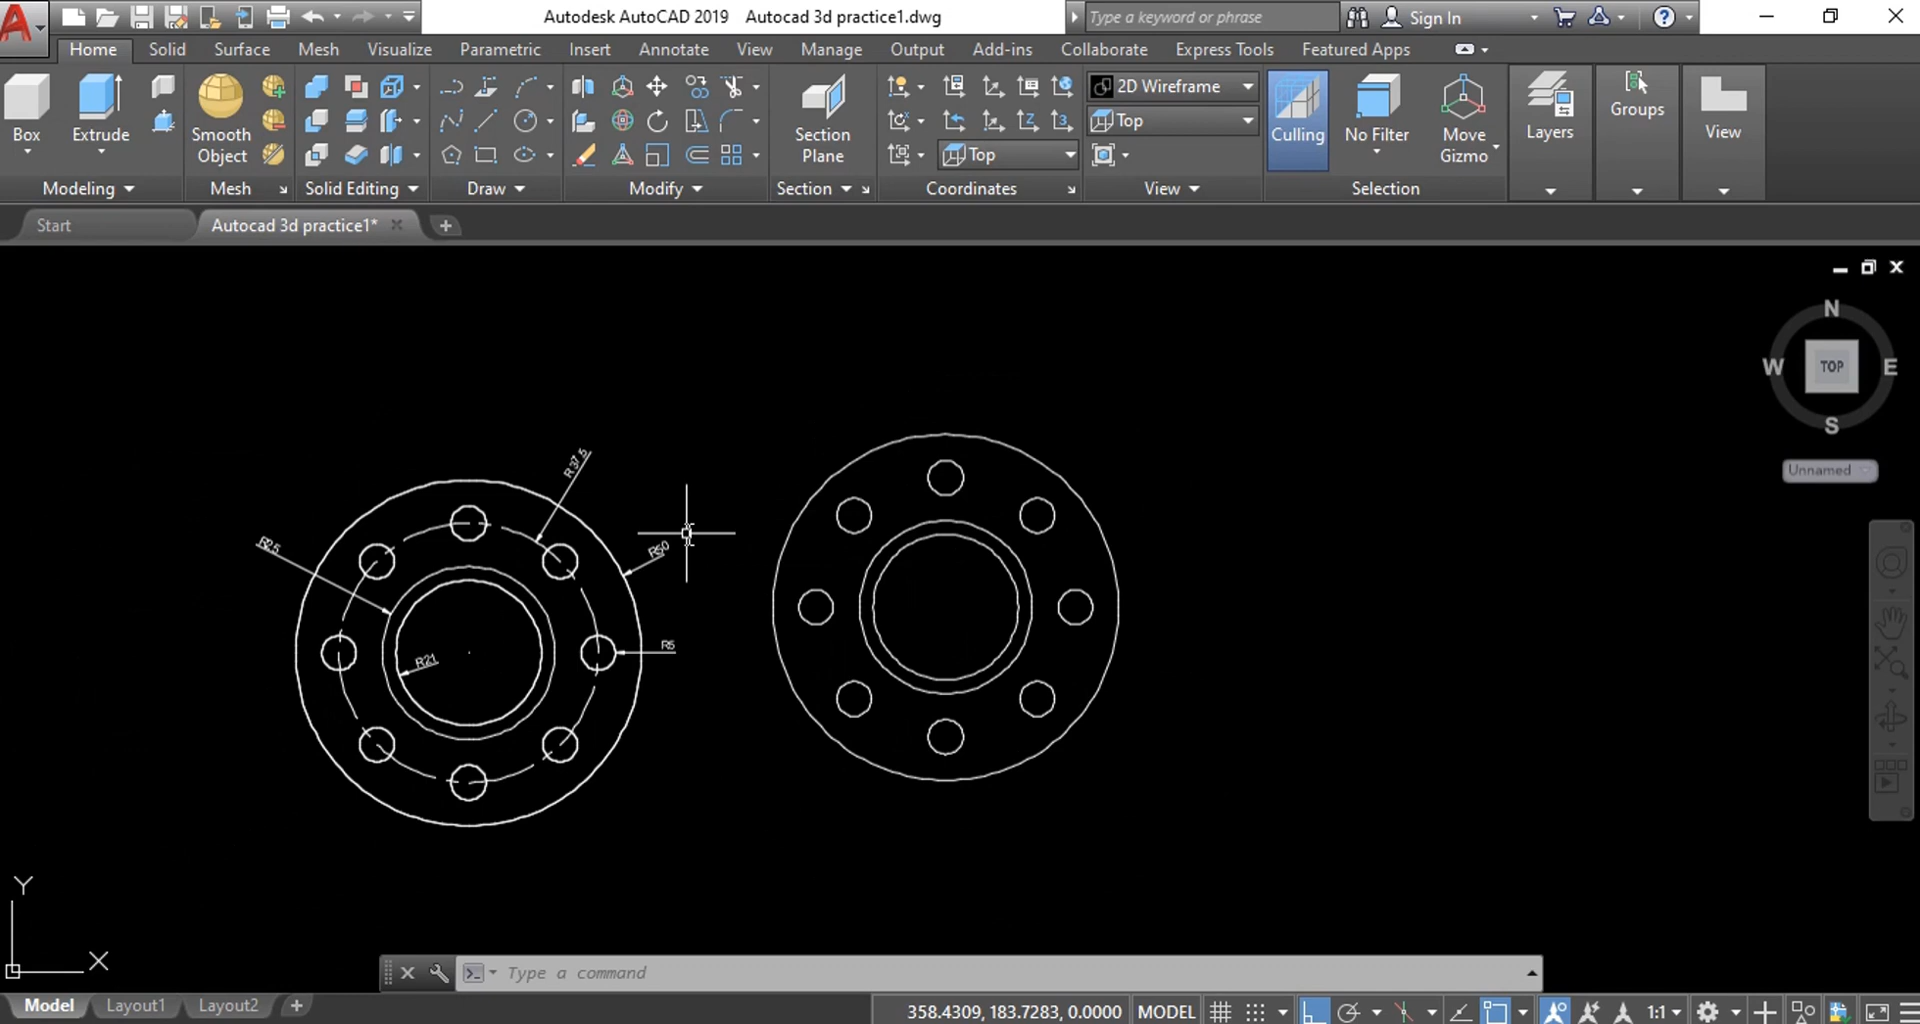 Autodesk AutoCAD 2019 Autocad 3d practice1.dwg Type a keyword or phrase Sign In
Home Solid Surface Mesh Visualize Parametric Insert Annotate View Manage Output Add-ins Collaborate Express Tools Featured Apps
Box Extrude Smooth Object Section Plane 2D Wireframe Top Top Culling No Filter Move Gizmo Layers Groups View
Modeling Mesh Solid Editing Draw Modify Section Coordinates View Selection
Start Autocad 3d practice1*
N
W TOP E
S
Unnamed
R37.5
R2.5
R50
R5
R21
Y
X
Type a command
Model Layout1 Layout2
358.4309, 183.7283, 0.0000 MODEL 1:1